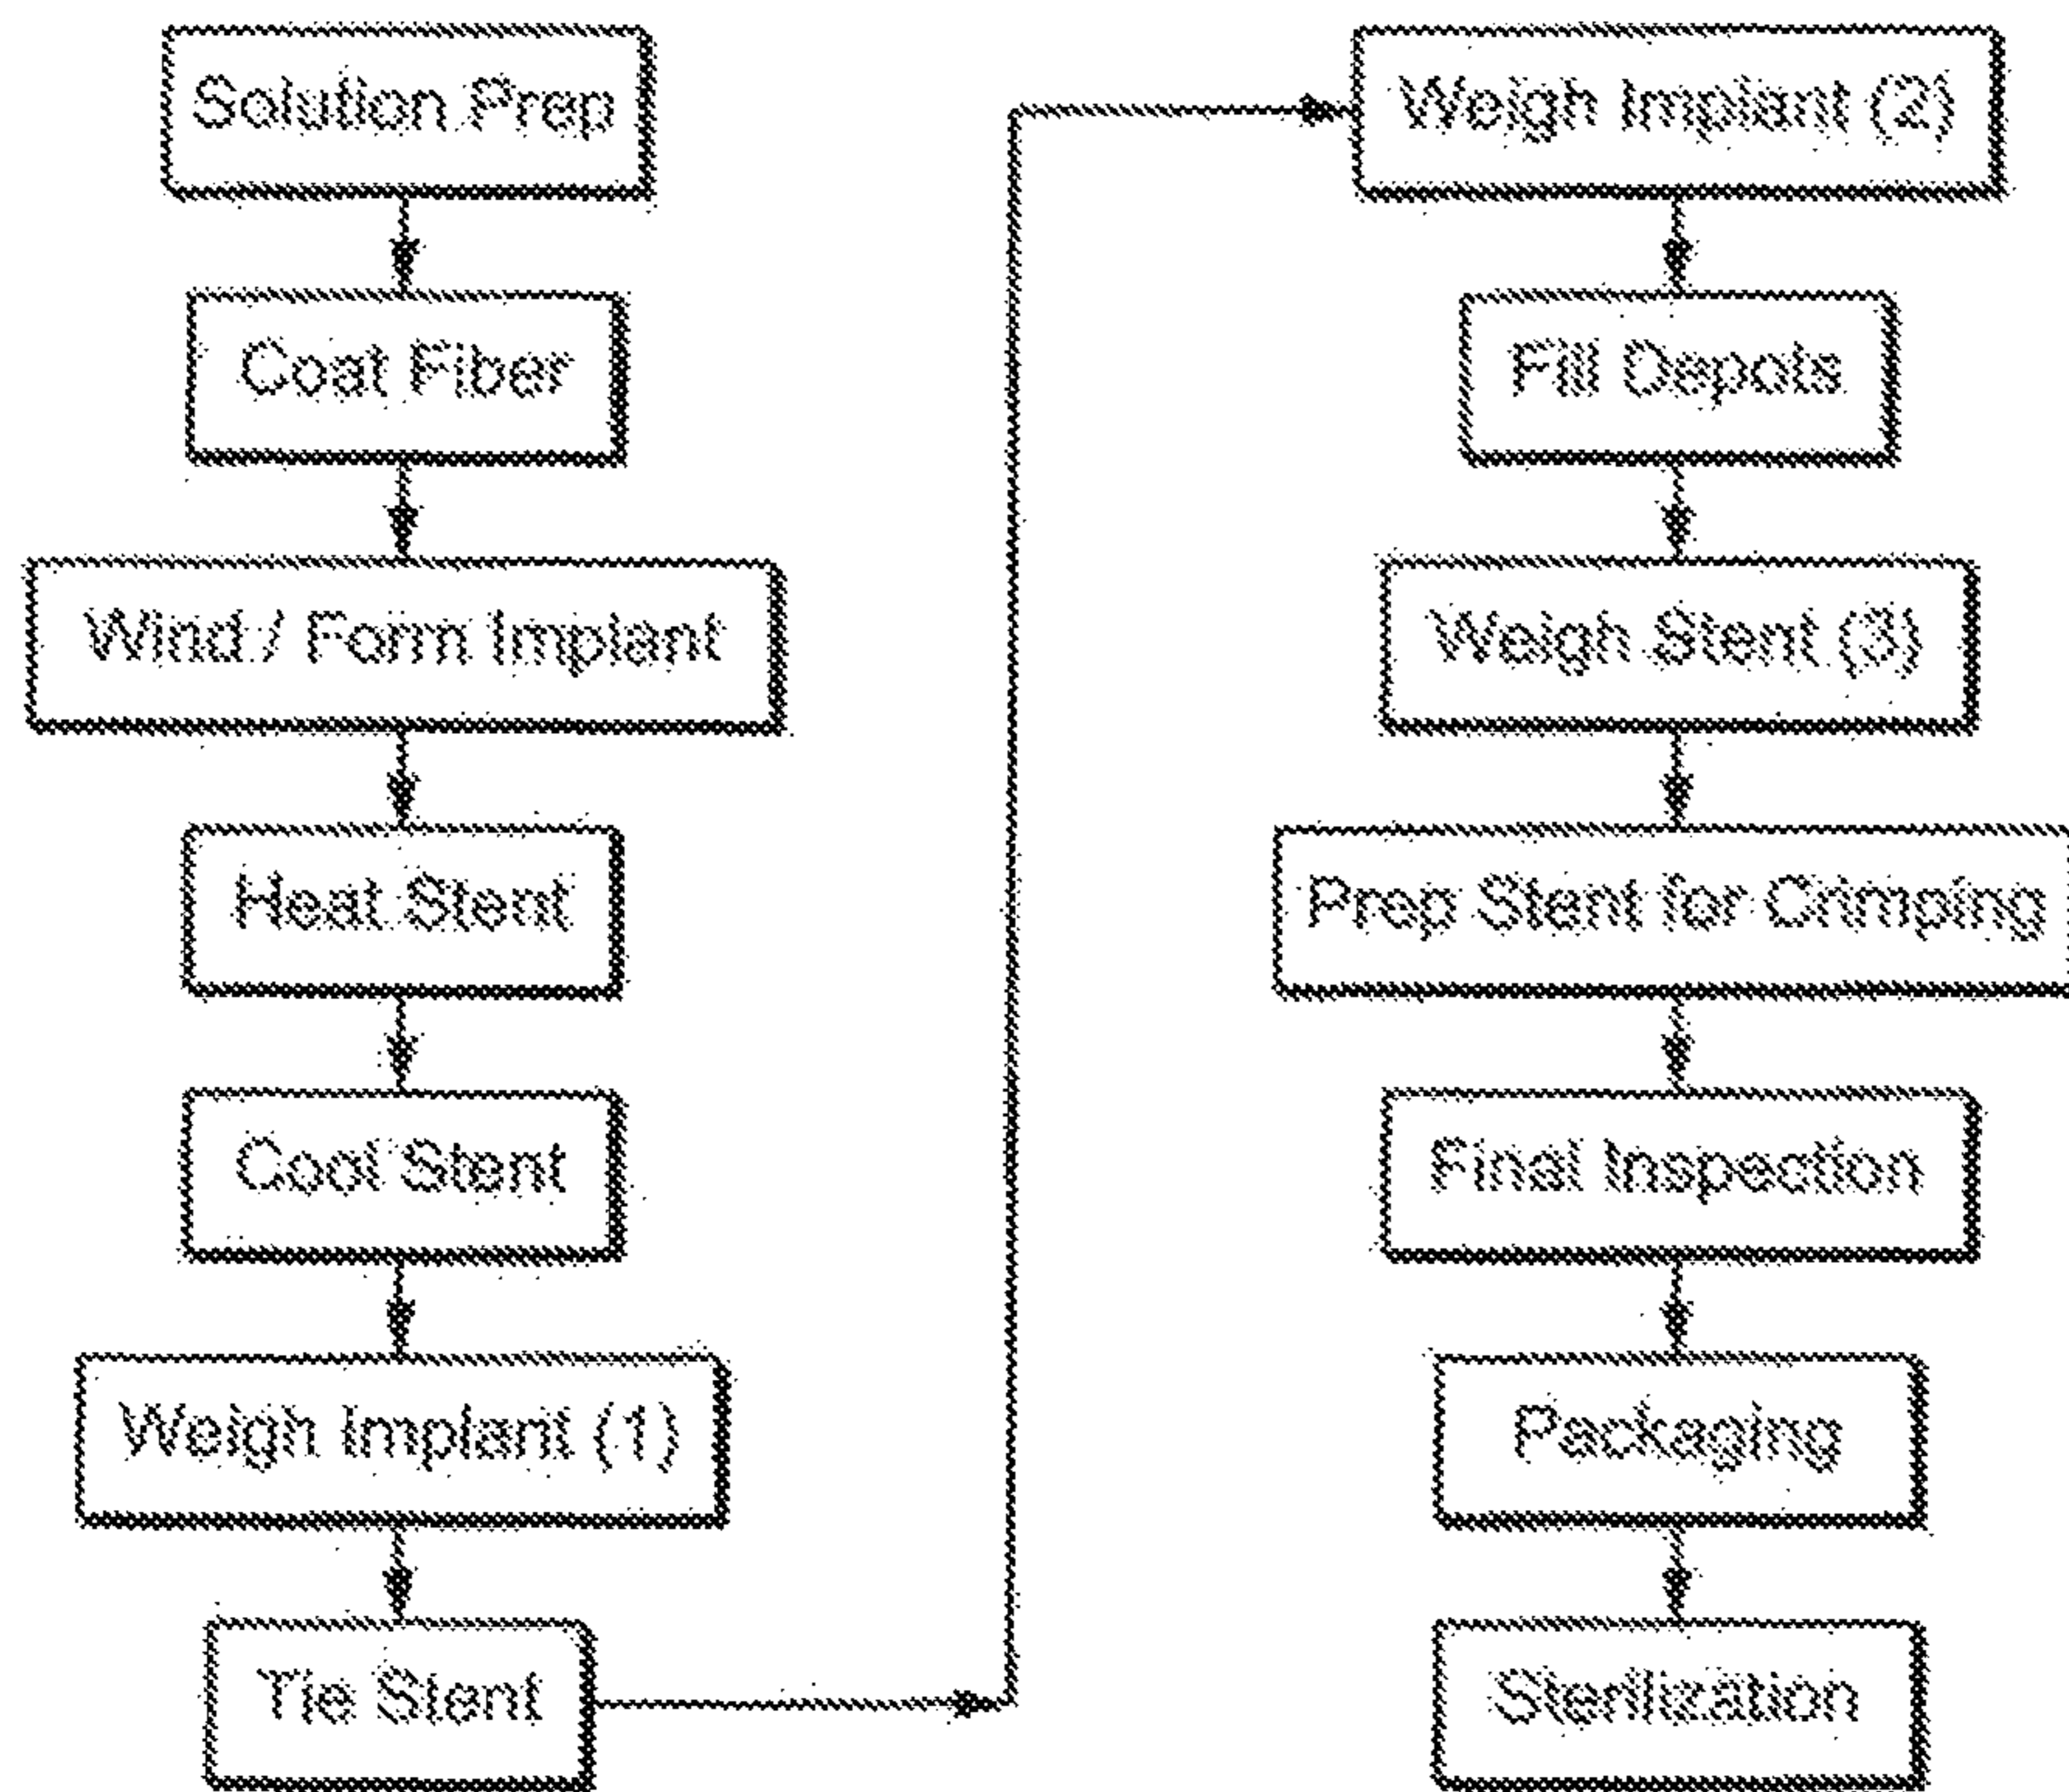 Solution Prep
Coat Fiber
Wind / Form Implant
Heat Stent
Cool Stent
Weigh Implant (1)
Tie Stent
Weigh Implant (2)
Fill Depots
Weigh Stent (3)
Prep Stent for Crimping
Final Inspection
Packaging
Sterilization